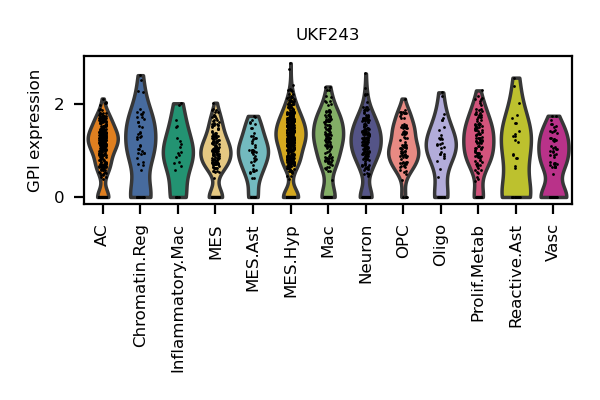 UKF243
GPI expression
2
0
AC
Chromatin.Reg
Inflammatory.Mac
MES
MES.Ast
MES.Hyp
Mac
Neuron
OPC
Oligo
Prolif.Metab
Reactive.Ast
Vasc